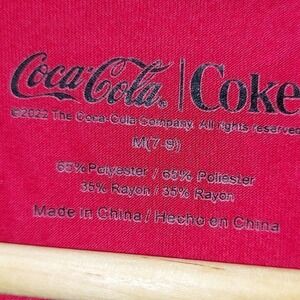 Coca-Cola | Coke
©2022 The Coca-Cola Company. All rights reserved
M(7-9)
65% Polyester / 65% Poliester
35% Rayon / 35% Rayon
Made in China / Hecho en China